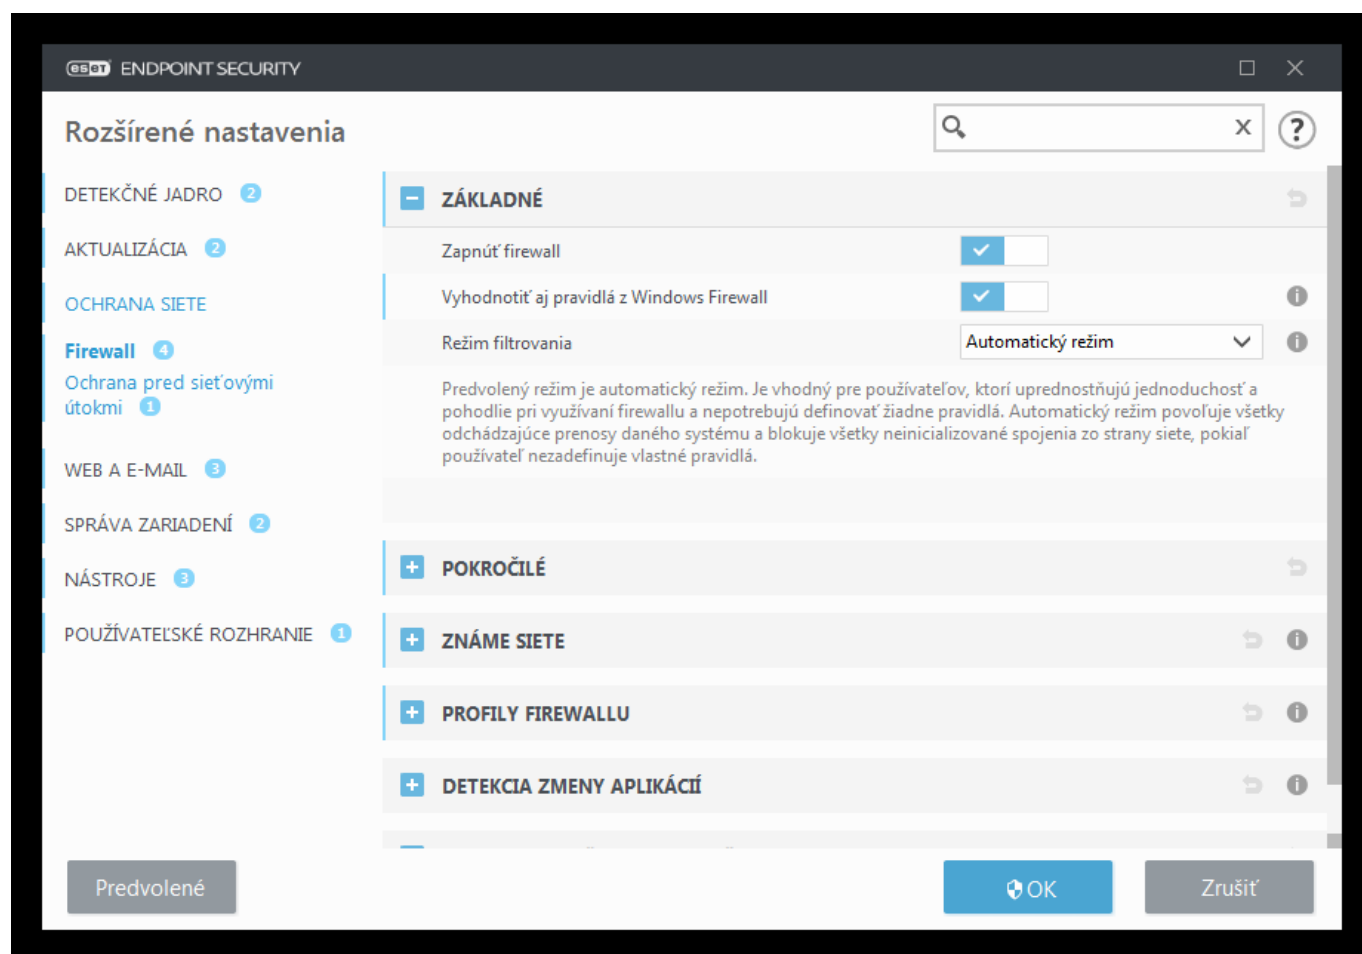 eset ENDPOINT SECURITY
Rozšírené nastavenia
X
?
DETEKČNÉ JADRO 2
AKTUALIZÁCIA 2
OCHRANA SIETE
Firewall 4
Ochrana pred sieťovými
útokmi 1
WEB A E-MAIL 3
SPRÁVA ZARIADENÍ 2
NÁSTROJE 3
POUŽÍVATEĽSKÉ ROZHRANIE 1
ZÁKLADNÉ
Zapnúť firewall
Vyhodnotiť aj pravidlá z Windows Firewall
Režim filtrovania Automatický režim
Predvolený režim je automatický režim. Je vhodný pre používateľov, ktorí uprednostňujú jednoduchosť a
pohodlie pri využívaní firewallu a nepotrebujú definovať žiadne pravidlá. Automatický režim povoľuje všetky
odchádzajúce prenosy daného systému a blokuje všetky neinicializované spojenia zo strany siete, pokiaľ
používateľ nezadefinuje vlastné pravidlá.
POKROČILÉ
ZNÁME SIETE
PROFILY FIREWALLU
DETEKCIA ZMENY APLIKÁCIÍ
Predvolené
OK
Zrušiť